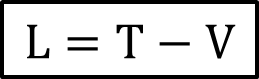 L = T − V